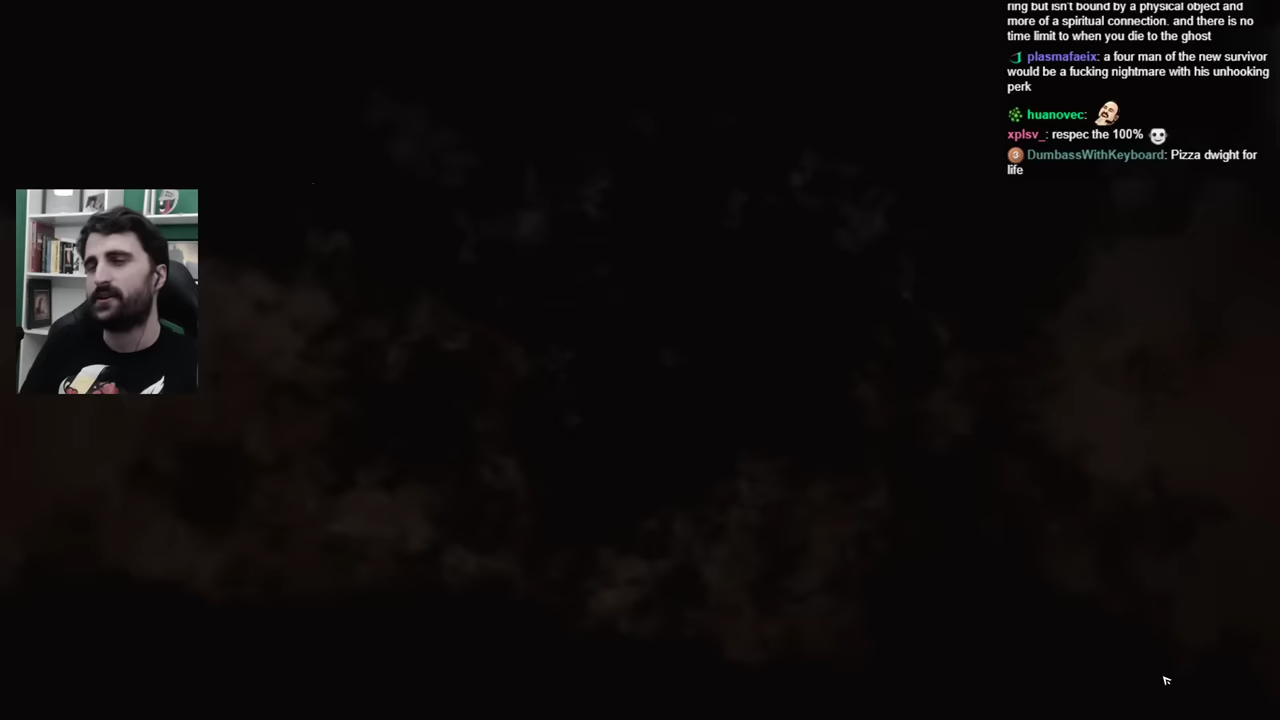 ring but isn't bound by a physical object and
more of a spiritual connection. and there is no
time limit to when you die to the ghost
plasmafaeix: a four man of the new survivor
would be a fucking nightmare with his unhooking
perk
huanovec:
xplsv_: respec the 100%
3 DumbassWithKeyboard: Pizza dwight for
life